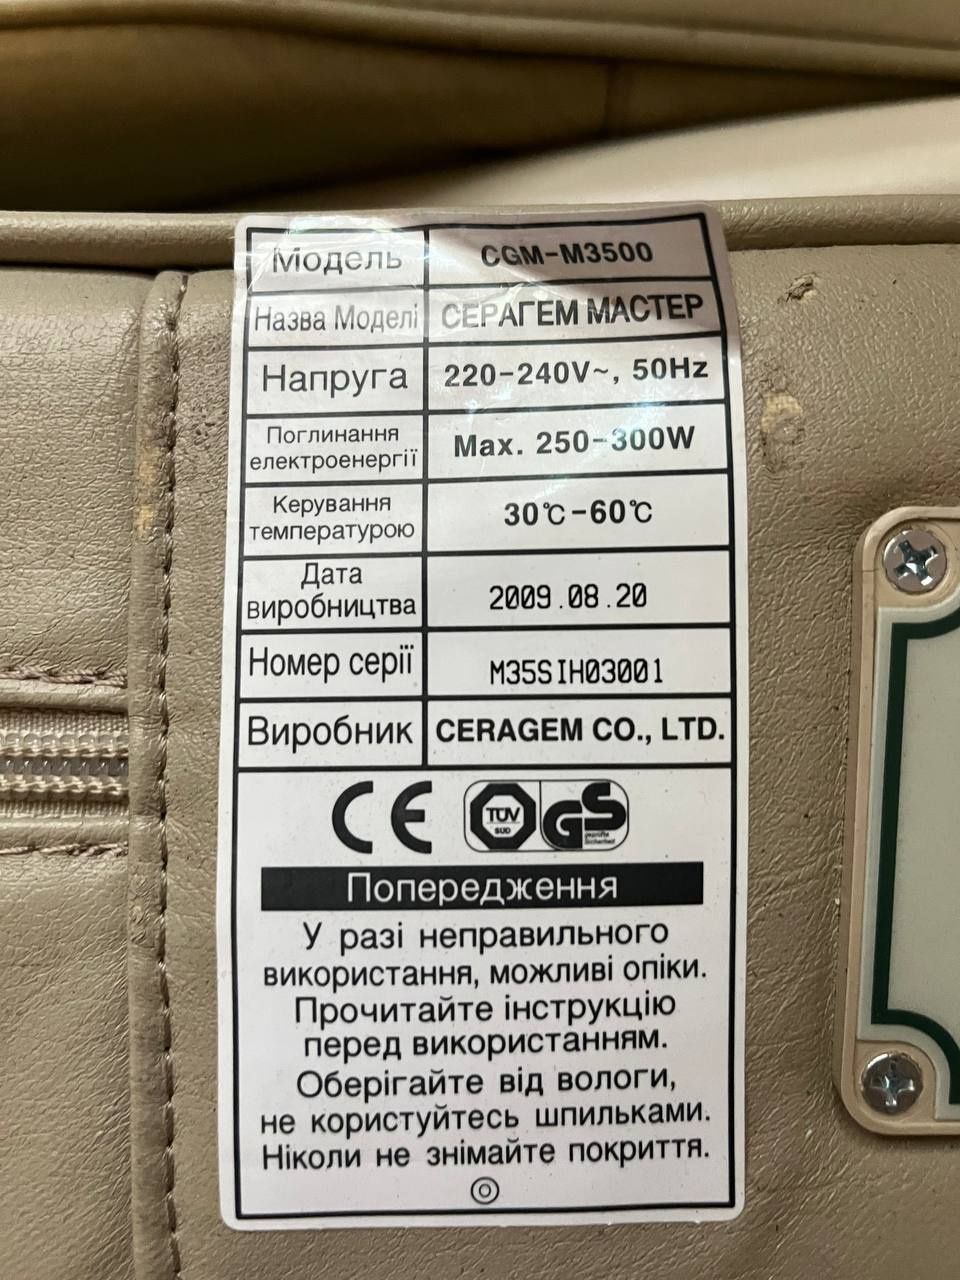 Модель CGM-M3500
Назва Моделі СЕРАГЕМ МАСТЕР
Напруга 220-240V~, 50Hz
Поглинання
електроенергії Max. 250-300W
Керування
температурою 30℃-60℃
Дата
виробництва 2009.08.20
Номер серії M35SIH03001
Виробник CERAGEM CO., LTD.
CE TÜV SÜD GS geprüfte Sicherheit
Попередження
У разі неправильного
використання, можливі опіки.
Прочитайте інструкцію
перед використанням.
Оберігайте від вологи,
не користуйтесь шпильками.
Ніколи не знімайте покриття.